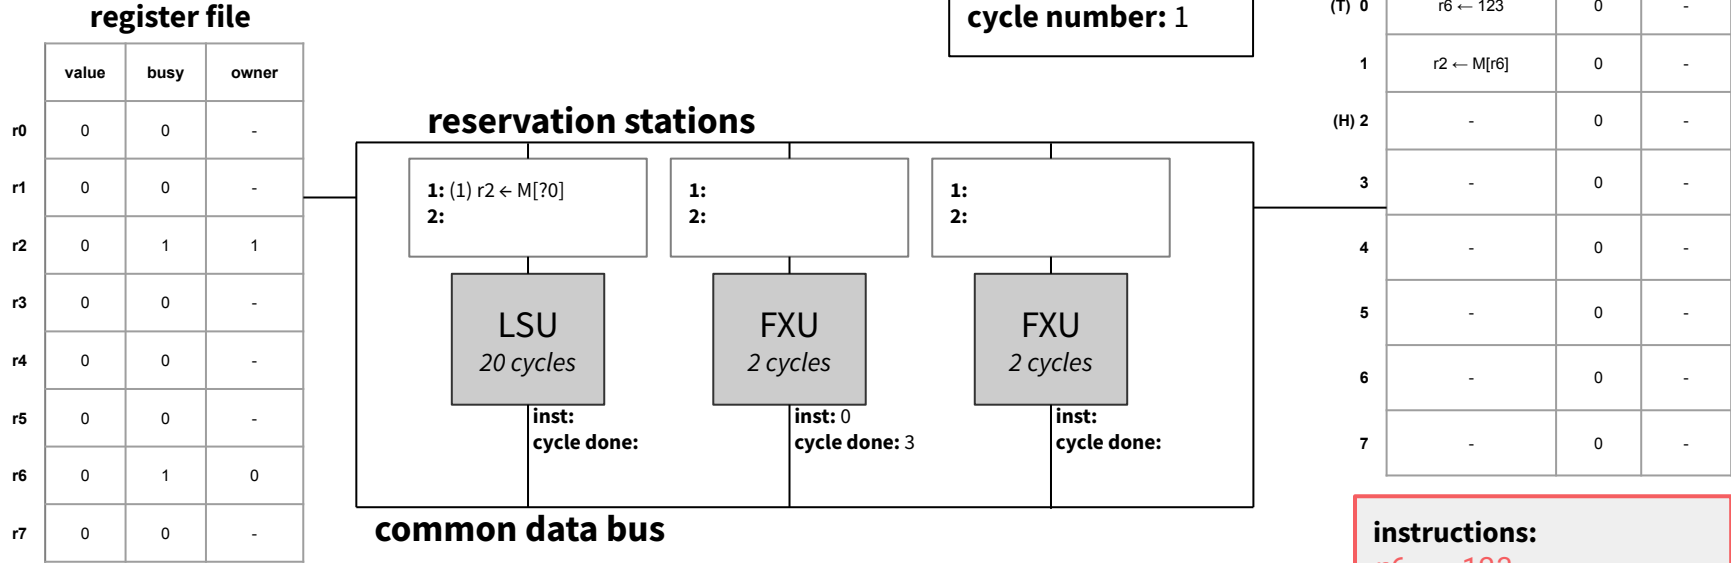 register file
value busy owner
r0 0 0 -
r1 0 0 -
r2 0 1 1
r3 0 0 -
r4 0 0 -
r5 0 0 -
r6 0 1 0
r7 0 0 -
cycle number: 1
reservation stations
1: (1) r2 ← M[?0]
2:
1:
2:
1:
2:
LSU
20 cycles
FXU
2 cycles
FXU
2 cycles
inst:
cycle done:
inst: 0
cycle done: 3
inst:
cycle done:
common data bus
(T) 0 r6 ← 123 0 -
1 r2 ← M[r6] 0 -
(H) 2 - 0 -
3 - 0 -
4 - 0 -
5 - 0 -
6 - 0 -
7 - 0 -
instructions: